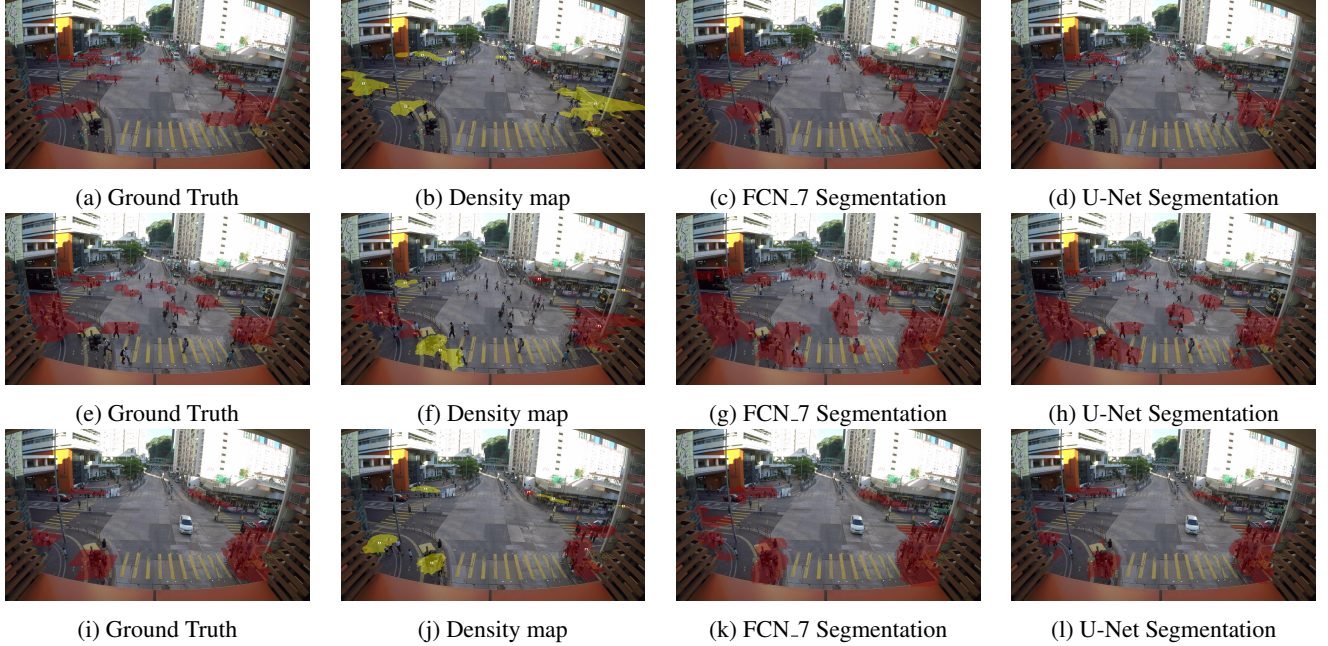 (a) Ground Truth
(b) Density map
(c) FCN_7 Segmentation
(d) U-Net Segmentation
(e) Ground Truth
(f) Density map
(g) FCN_7 Segmentation
(h) U-Net Segmentation
(i) Ground Truth
(j) Density map
(k) FCN_7 Segmentation
(l) U-Net Segmentation